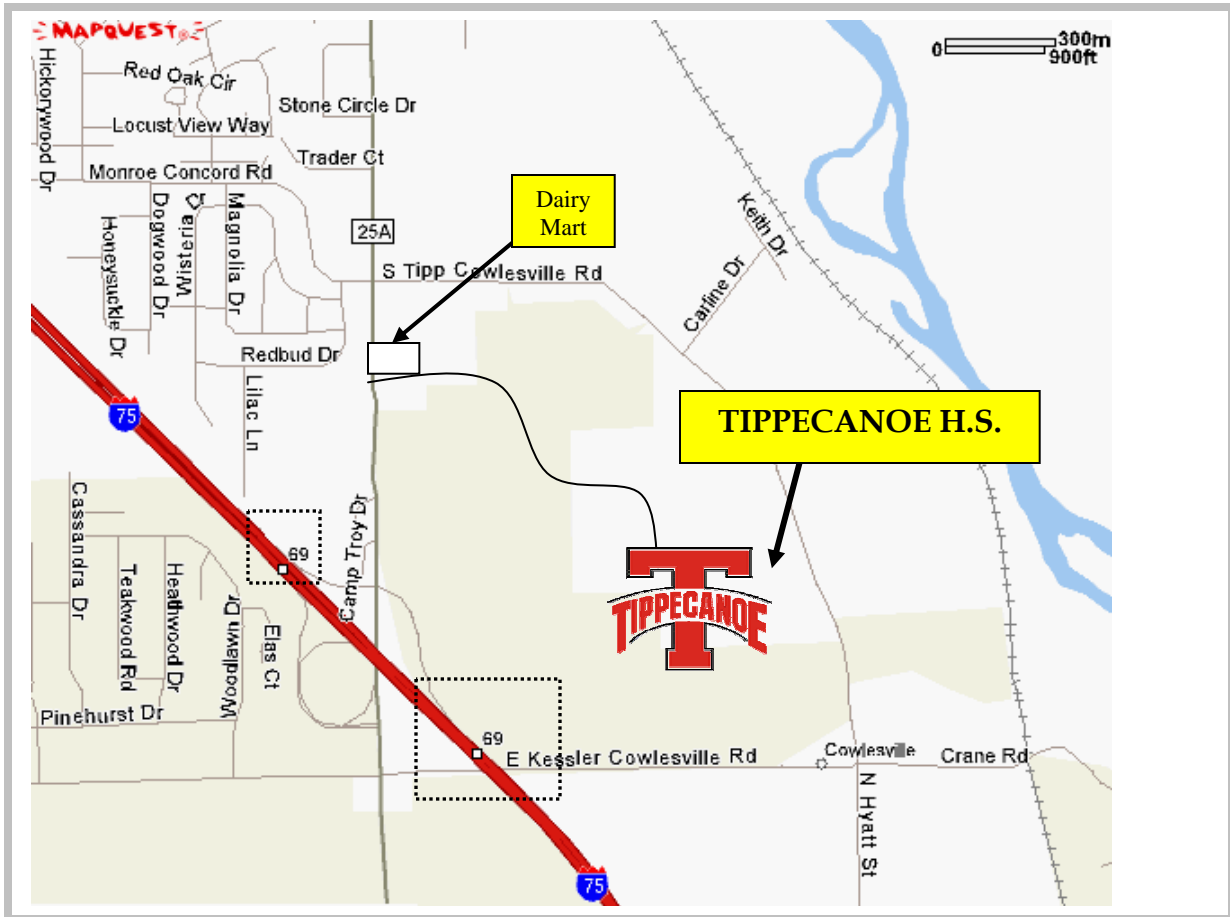 MAPQUEST
0 300m
900ft
Hickorywood Dr
Red Oak Cir
Stone Circle Dr
Locust View Way
Trader Ct
Monroe Concord Rd
Dairy
Mart
Keith Dr
Honeysuckle Dr
Dogwood Dr
Wisteria Dr
Magnolia Dr
25A
S Tipp Cowlesville Rd
Carline Dr
Redbud Dr
Lilac Ln
75
TIPPECANOE H.S.
Cassandra Dr
Teakwood Rd
Heathwood Dr
Woodlawn Dr
Elas Ct
69
Camp Troy Dr
T
TIPPECANOE
Pinehurst Dr
69
E Kessler Cowlesville Rd
Cowlesville
Crane Rd
N Hyatt St
75